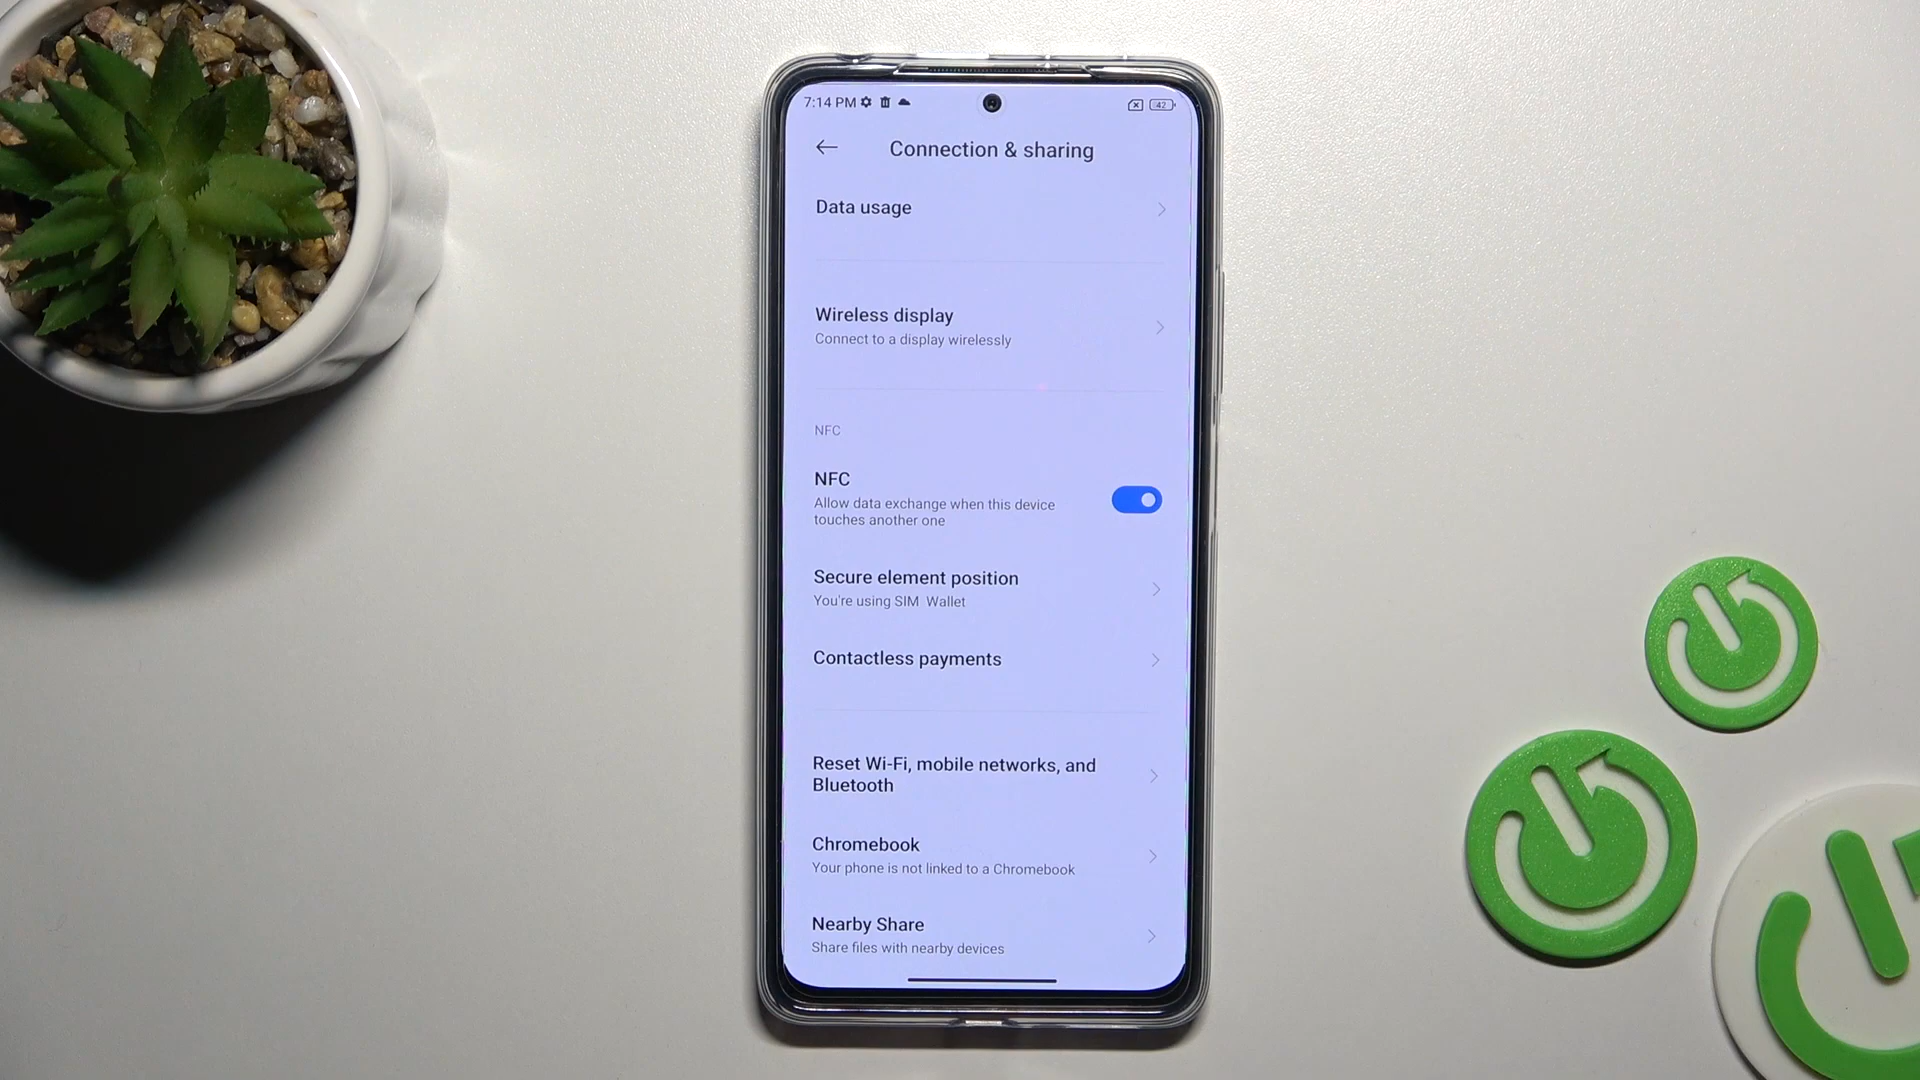 7:14 PM
42
Connection & sharing
Data usage
Wireless display
Connect to a display wirelessly
NFC
NFC
Allow data exchange when this device
touches another one
Secure element position
You're using SIM Wallet
Contactless payments
Reset Wi-Fi, mobile networks, and
Bluetooth
Chromebook
Your phone is not linked to a Chromebook
Nearby Share
Share files with nearby devices